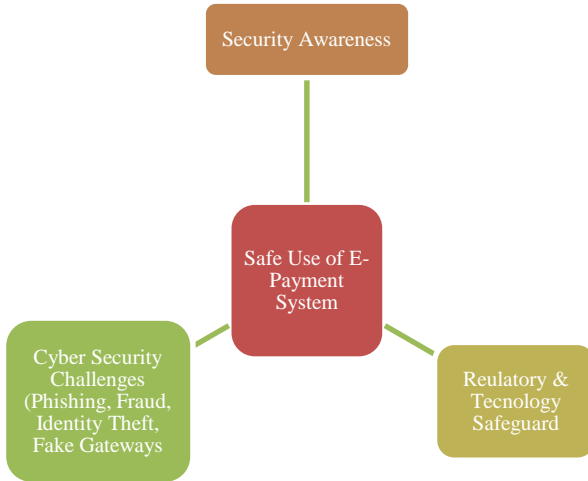 Security Awareness
Safe Use of E-
Payment
System
Cyber Security
Challenges
(Phishing, Fraud,
Identity Theft,
Fake Gateways
Reulatory &
Tecnology
Safeguard